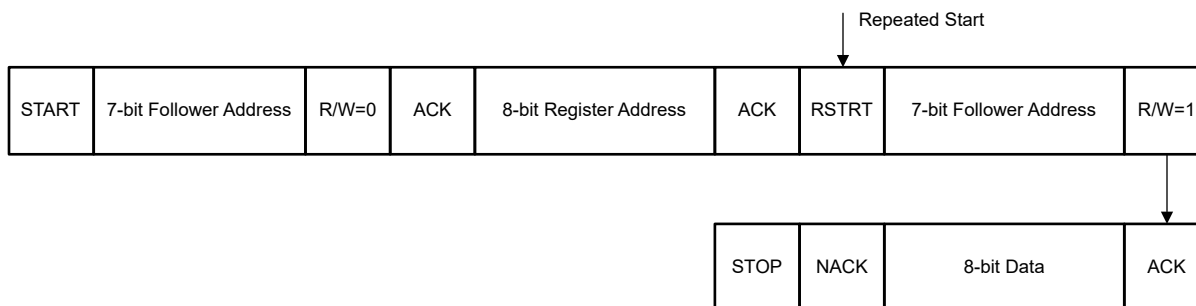 Repeated Start
START 7-bit Follower Address R/W=0 ACK 8-bit Register Address ACK RSTRT 7-bit Follower Address R/W=1
STOP NACK 8-bit Data ACK